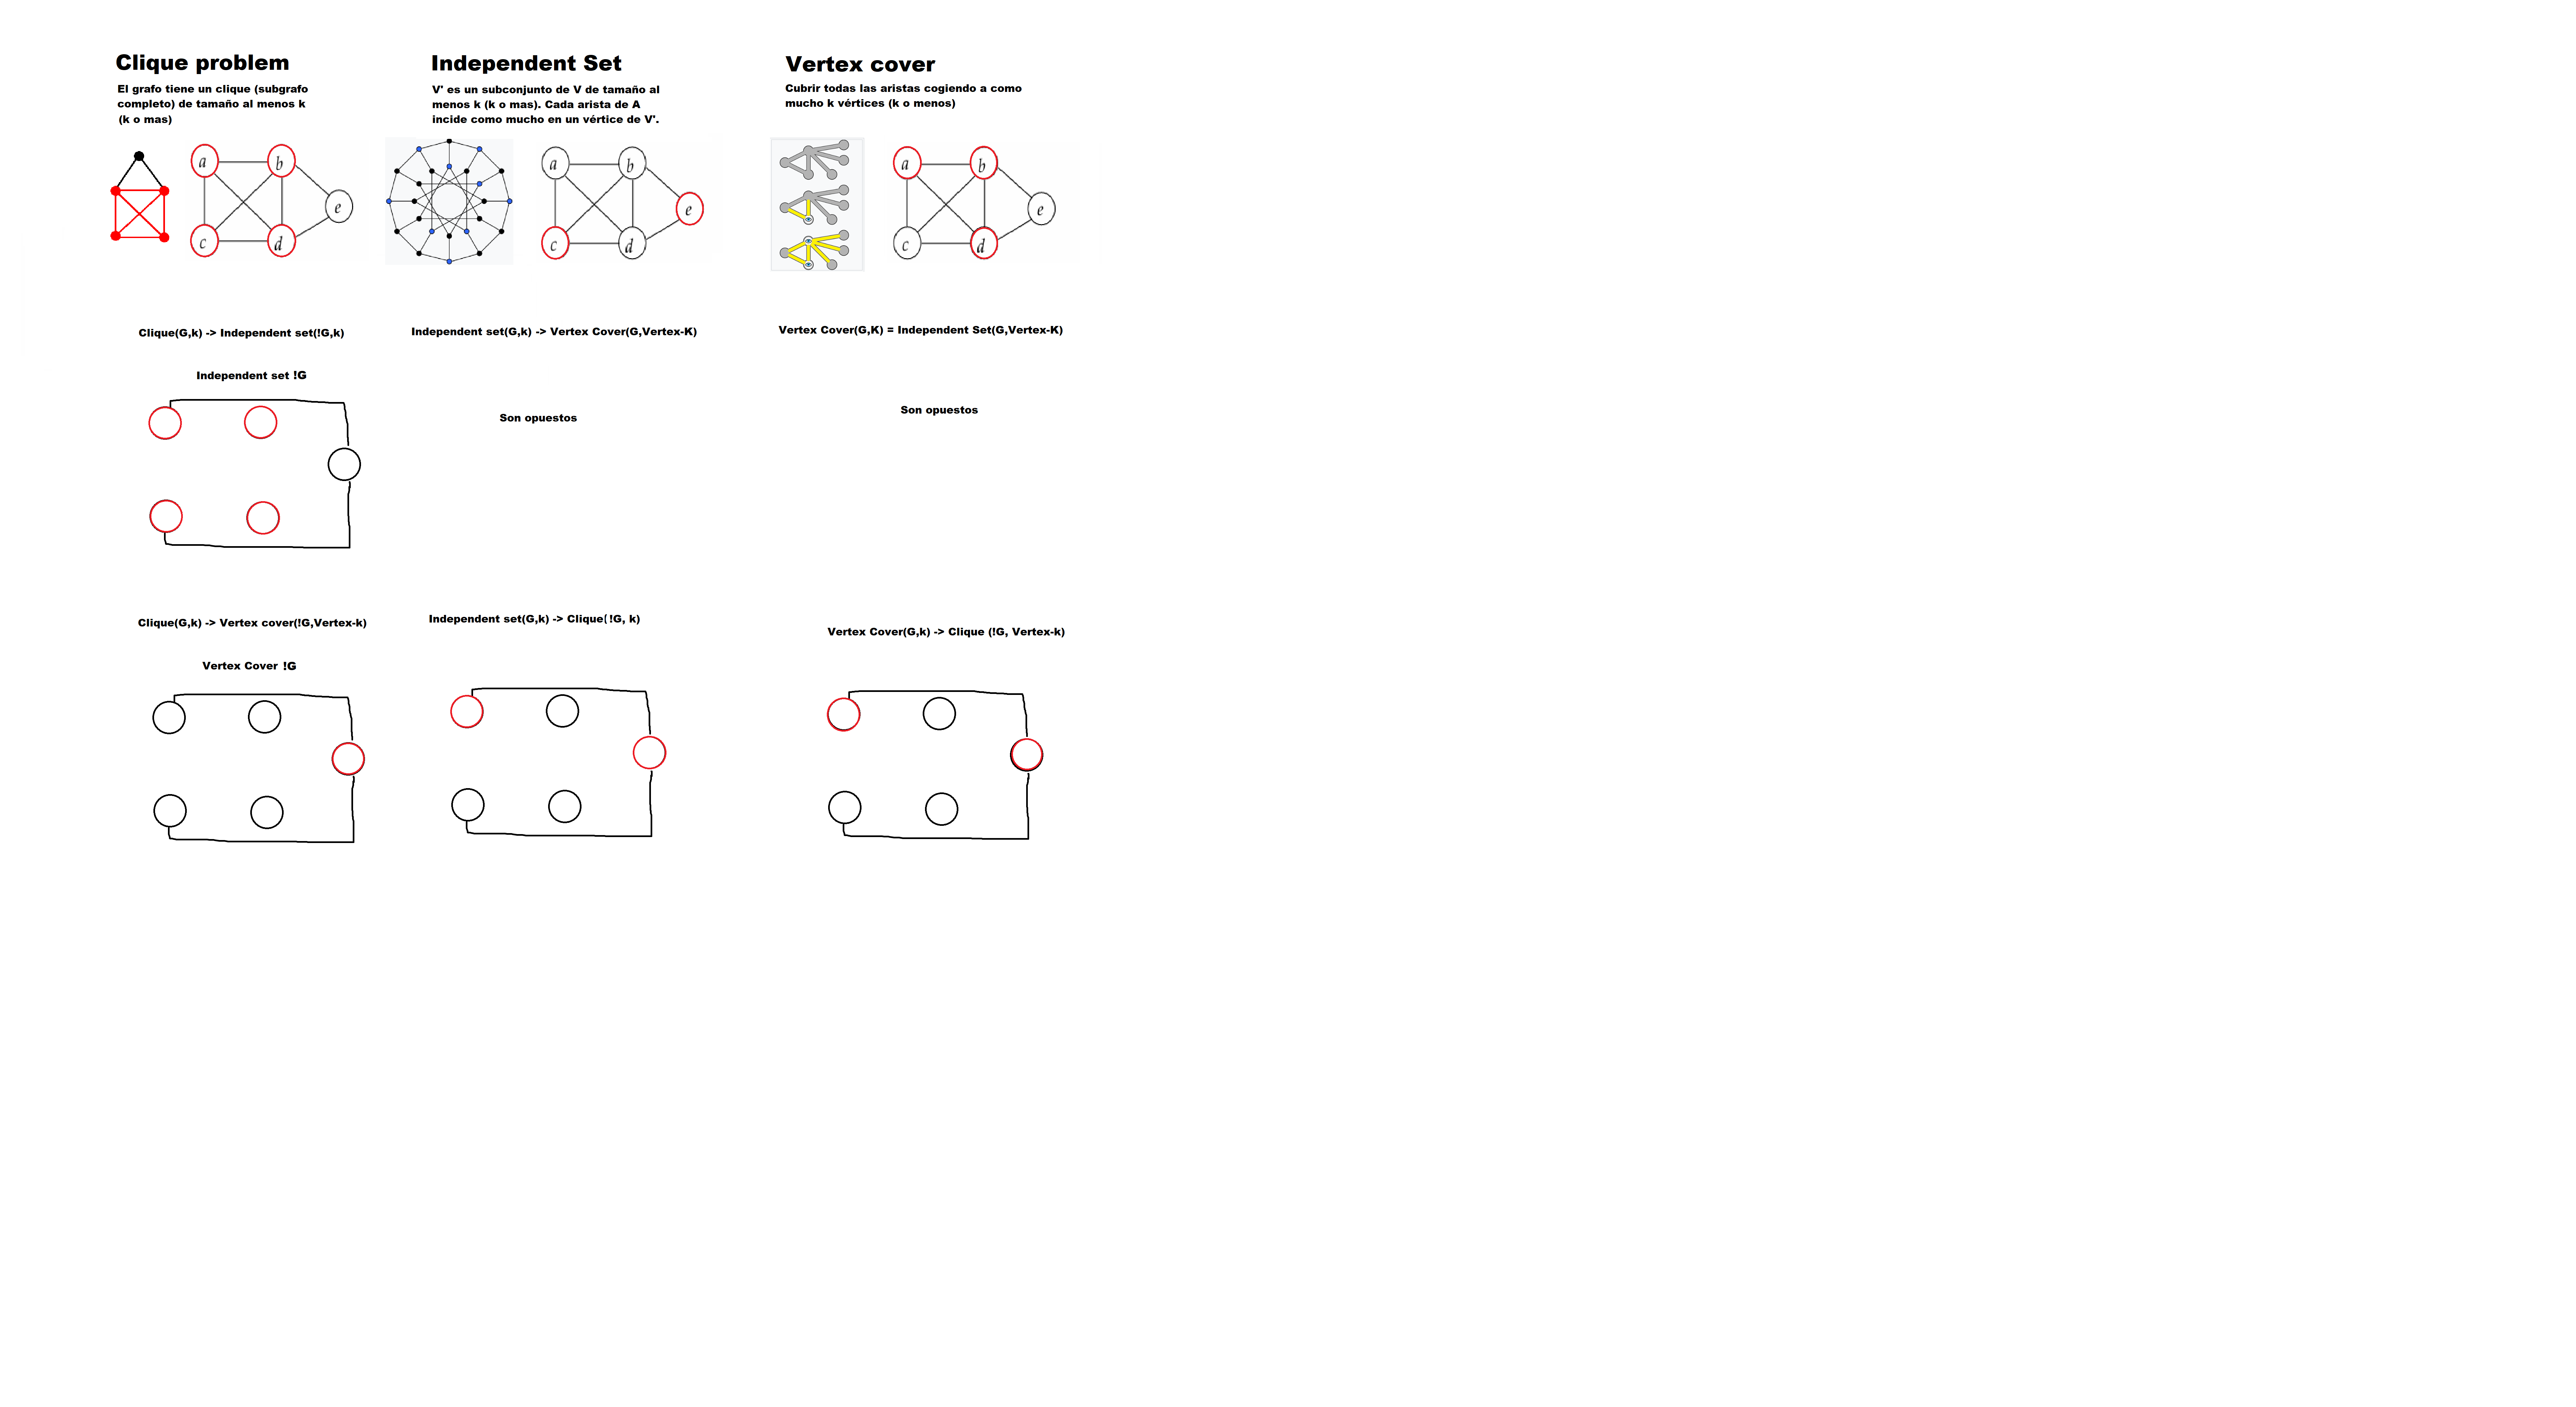 Clique problem
El grafo tiene un clique (subgrafo
completo) de tamaño al menos k
(k o mas)
a
b
c
d
e
Independent Set
V' es un subconjunto de V de tamaño al
menos k (k o mas). Cada arista de A
incide como mucho en un vértice de V'.
a
b
c
d
e
Vertex cover
Cubrir todas las aristas cogiendo a como
mucho k vértices (k o menos)
a
b
c
d
e
Clique(G,k) -> Independent set(!G,k)
Independent set(G,k) -> Vertex Cover(G,Vertex-K)
Vertex Cover(G,K) = Independent Set(G,Vertex-K)
Independent set !G
Son opuestos
Son opuestos
Clique(G,k) -> Vertex cover(!G,Vertex-k)
Independent set(G,k) -> Clique(!G, k)
Vertex Cover(G,k) -> Clique (!G, Vertex-k)
Vertex Cover !G